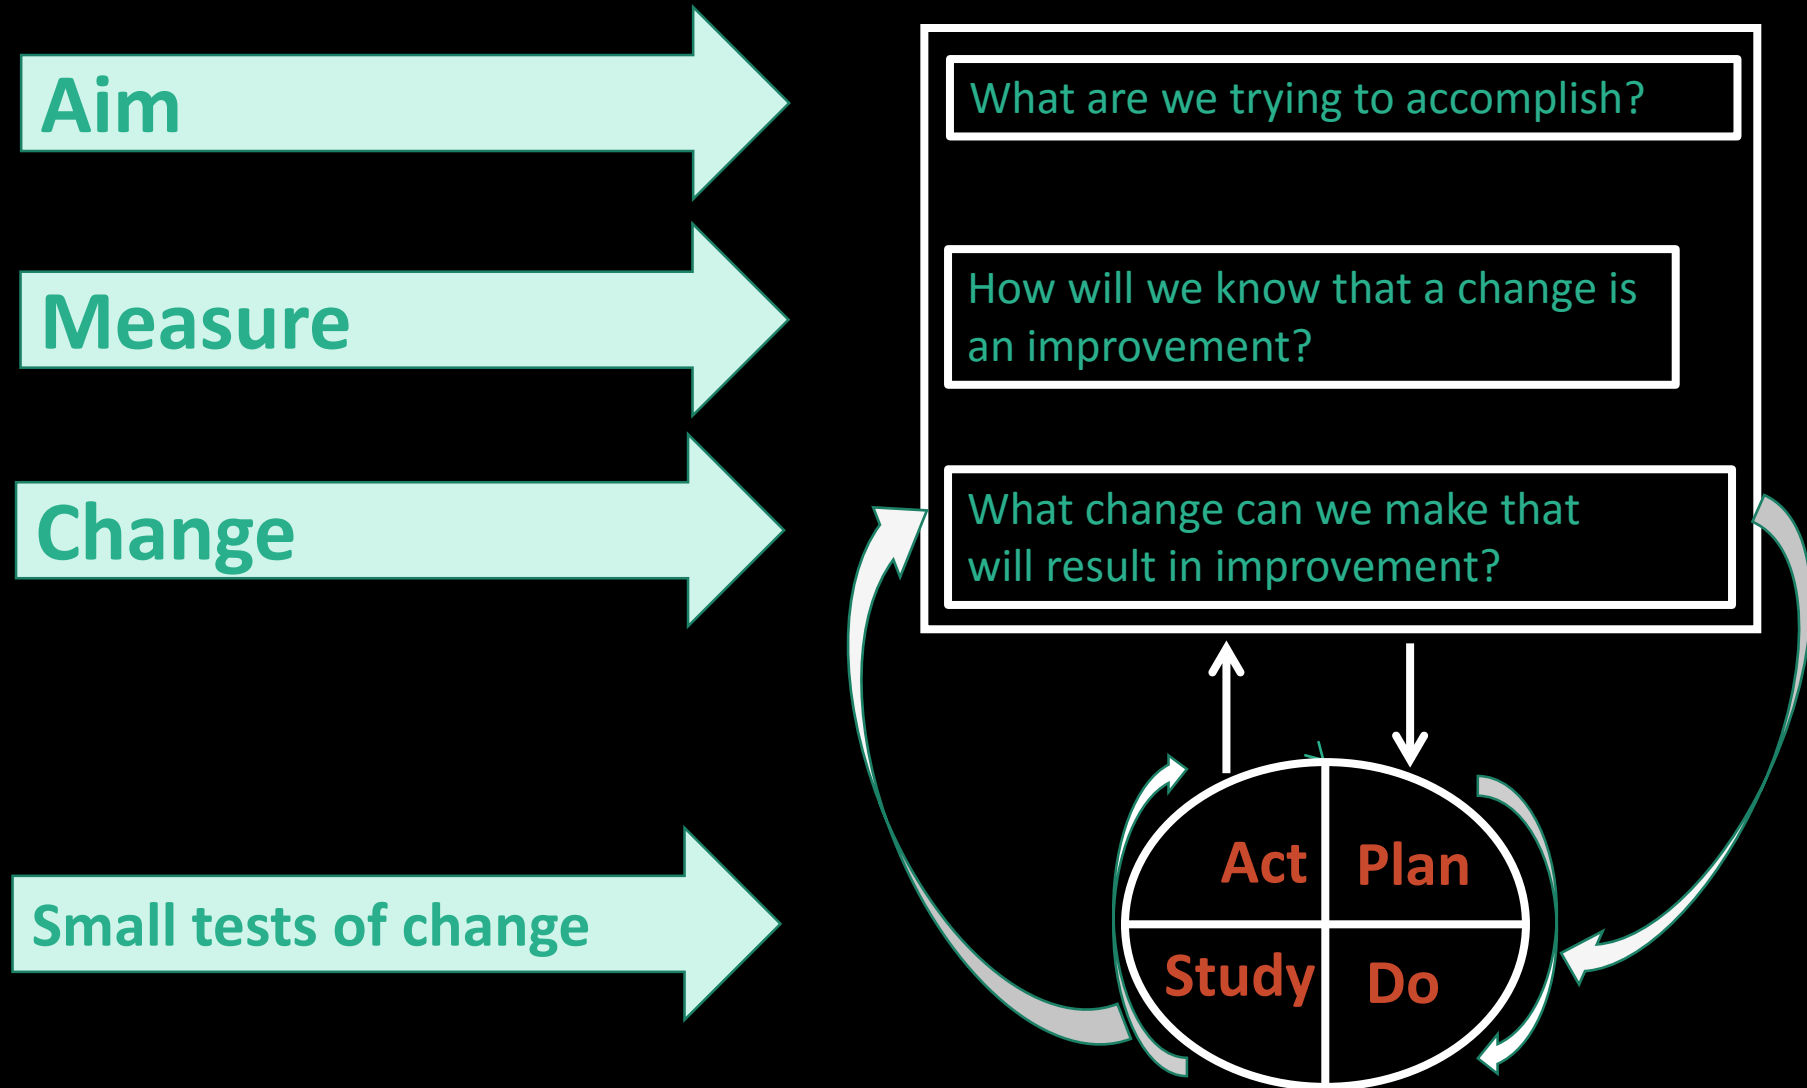 Aim
What are we trying to accomplish?
Measure
How will we know that a change is
an improvement?
Change
What change can we make that
will result in improvement?
Small tests of change
Act
Plan
Study
Do